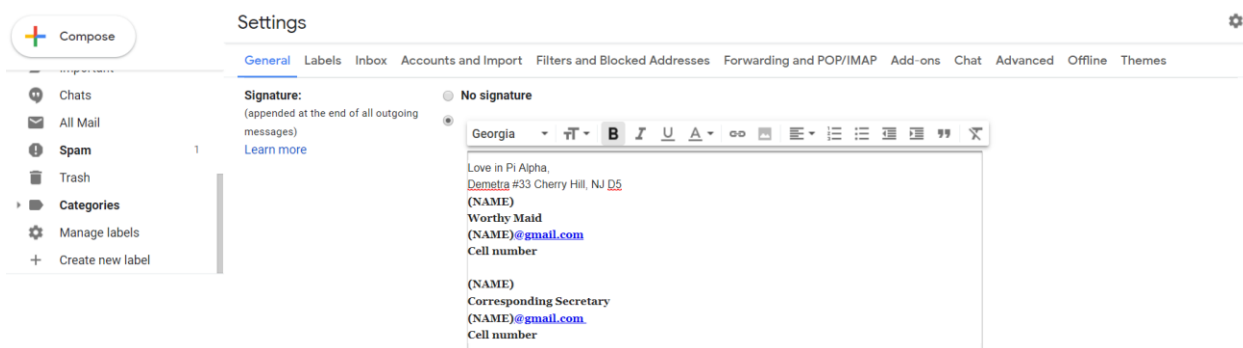 Compose
Chats
All Mail
Spam 1
Trash
Categories
Manage labels
Create new label
Settings
General Labels Inbox Accounts and Import Filters and Blocked Addresses Forwarding and POP/IMAP Add-ons Chat Advanced Offline Themes
Signature:
(appended at the end of all outgoing
messages)
Learn more
No signature
Georgia
Love in Pi Alpha,
Demetra #33 Cherry Hill, NJ D5
(NAME)
Worthy Maid
(NAME)@gmail.com
Cell number
(NAME)
Corresponding Secretary
(NAME)@gmail.com
Cell number